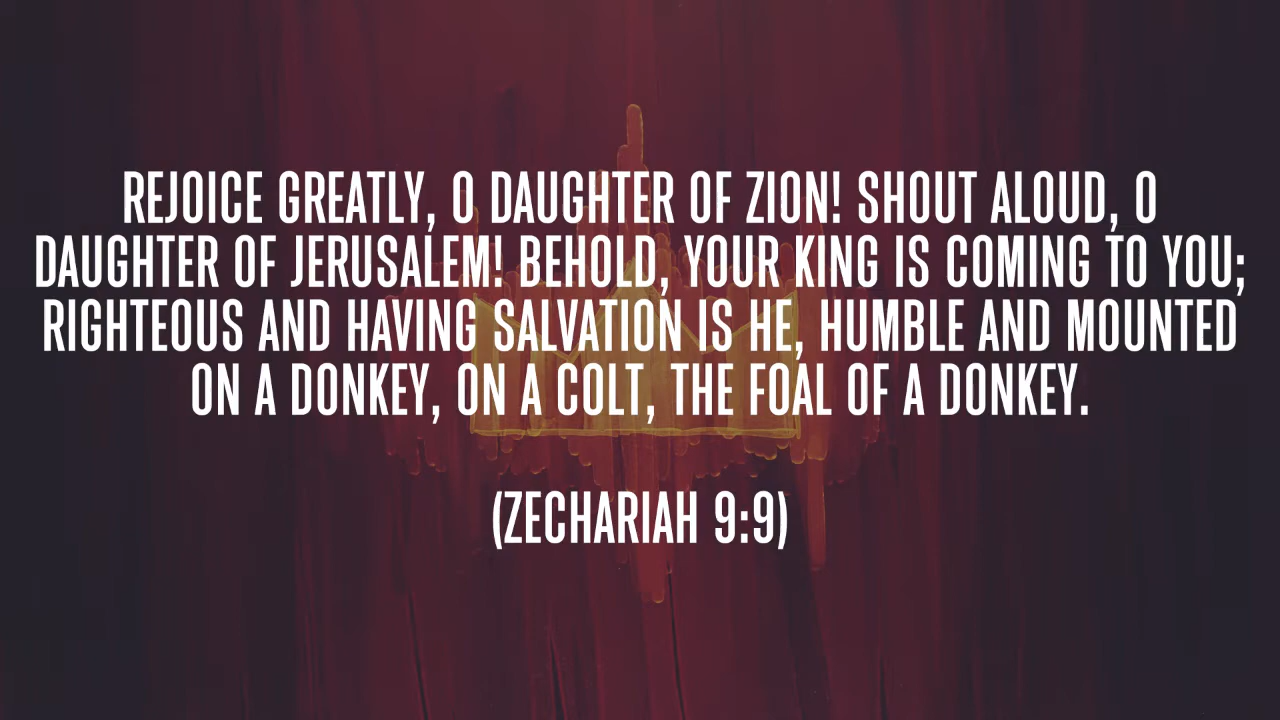 REJOICE GREATLY, O DAUGHTER OF ZION! SHOUT ALOUD, O
DAUGHTER OF JERUSALEM! BEHOLD, YOUR KING IS COMING TO YOU;
RIGHTEOUS AND HAVING SALVATION IS HE, HUMBLE AND MOUNTED
ON A DONKEY, ON A COLT, THE FOAL OF A DONKEY.
(ZECHARIAH 9:9)